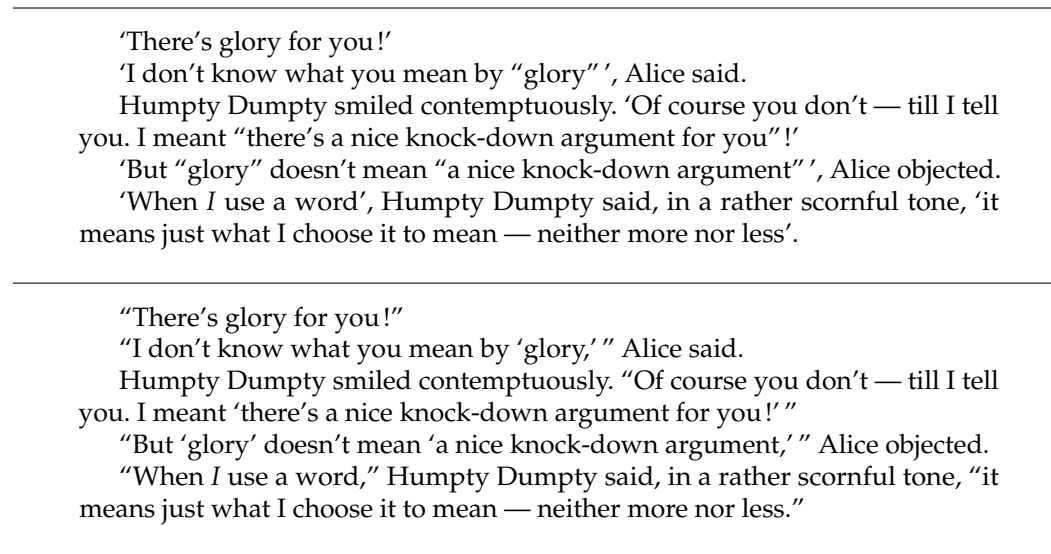 ‘There’s glory for you!’
‘I don’t know what you mean by “glory” ’, Alice said.
Humpty Dumpty smiled contemptuously. ‘Of course you don’t — till I tell
you. I meant “there’s a nice knock-down argument for you”!’
‘But “glory” doesn’t mean “a nice knock-down argument” ’, Alice objected.
‘When I use a word’, Humpty Dumpty said, in a rather scornful tone, ‘it
means just what I choose it to mean — neither more nor less’.
“There’s glory for you!”
“I don’t know what you mean by ‘glory,’ ” Alice said.
Humpty Dumpty smiled contemptuously. “Of course you don’t — till I tell
you. I meant ‘there’s a nice knock-down argument for you!’ ”
“But ‘glory’ doesn’t mean ‘a nice knock-down argument,’ ” Alice objected.
“When I use a word,” Humpty Dumpty said, in a rather scornful tone, “it
means just what I choose it to mean — neither more nor less.”